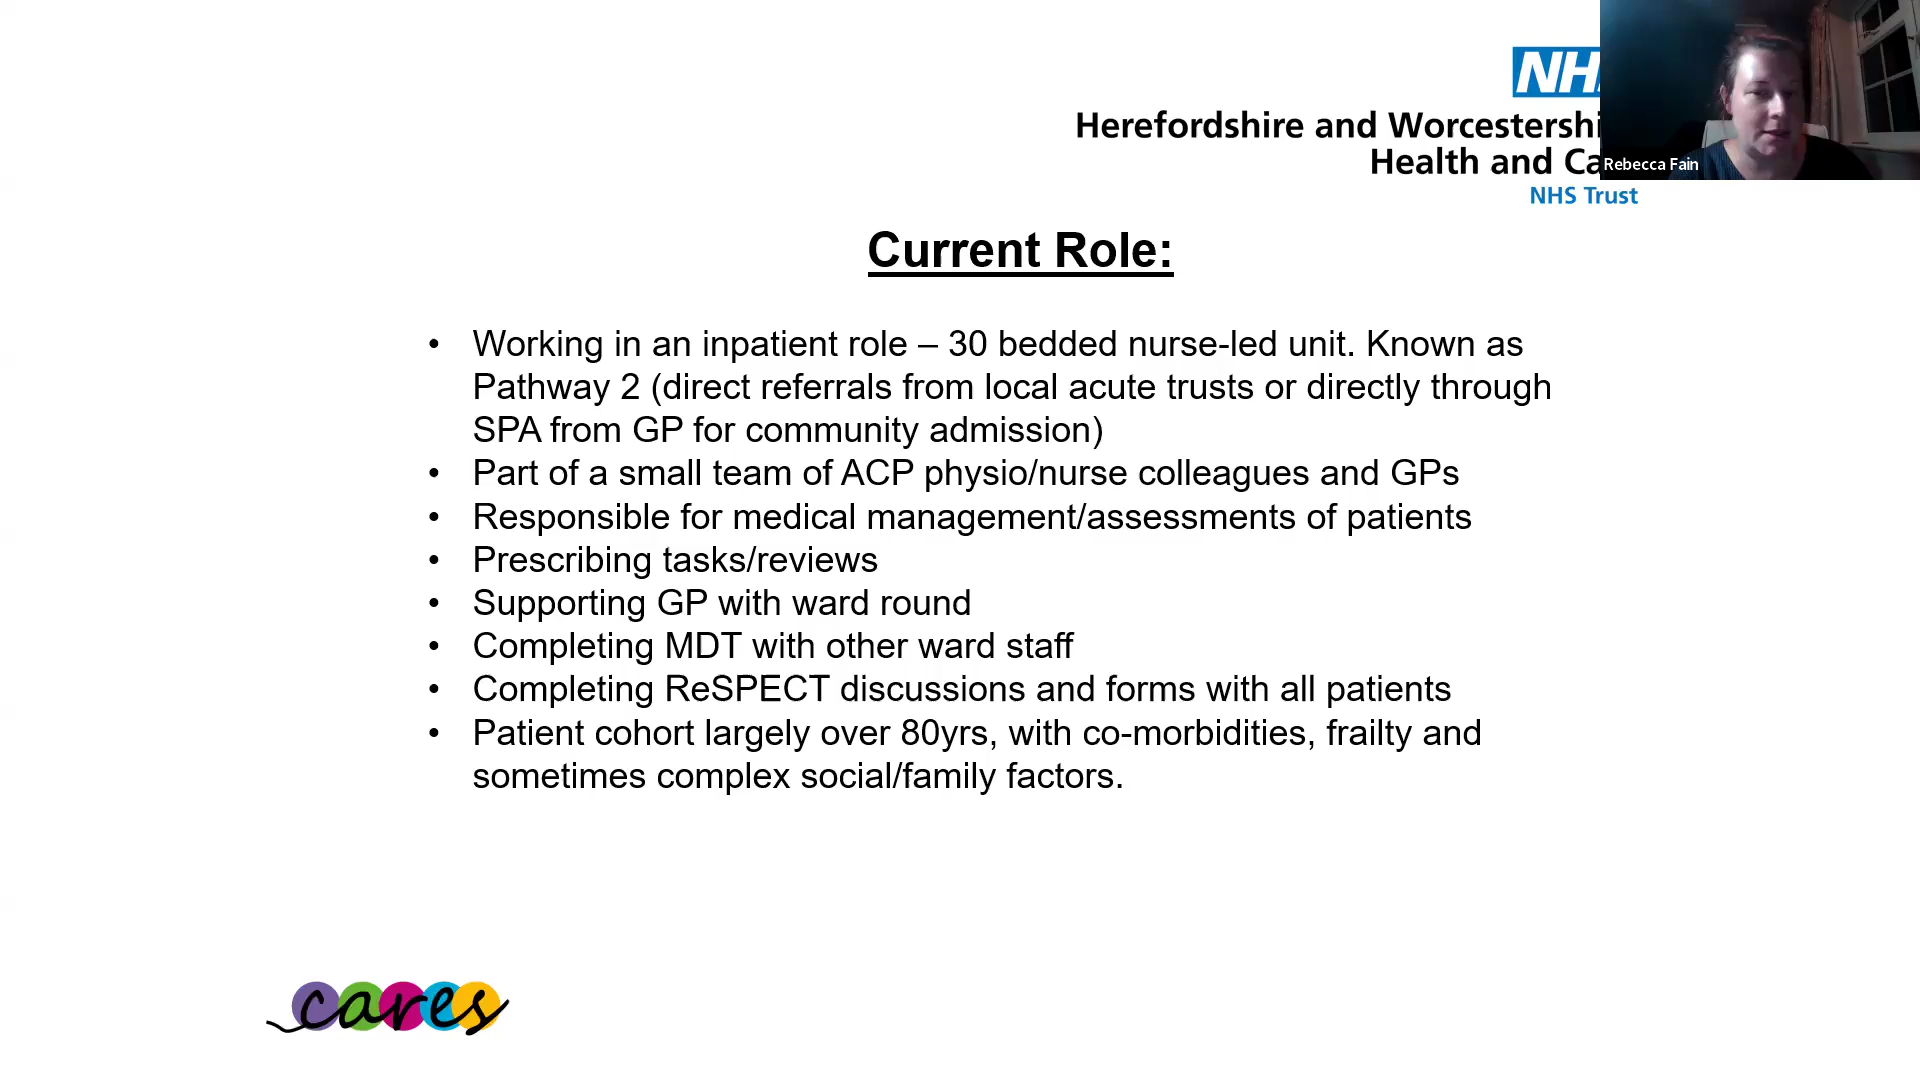 NH
Herefordshire and Worcestershi
Health and Ca
Rebecca Fain
NHS Trust
Current Role:
• Working in an inpatient role – 30 bedded nurse-led unit. Known as
Pathway 2 (direct referrals from local acute trusts or directly through
SPA from GP for community admission)
• Part of a small team of ACP physio/nurse colleagues and GPs
• Responsible for medical management/assessments of patients
• Prescribing tasks/reviews
• Supporting GP with ward round
• Completing MDT with other ward staff
• Completing ReSPECT discussions and forms with all patients
• Patient cohort largely over 80yrs, with co-morbidities, frailty and
sometimes complex social/family factors.
cares